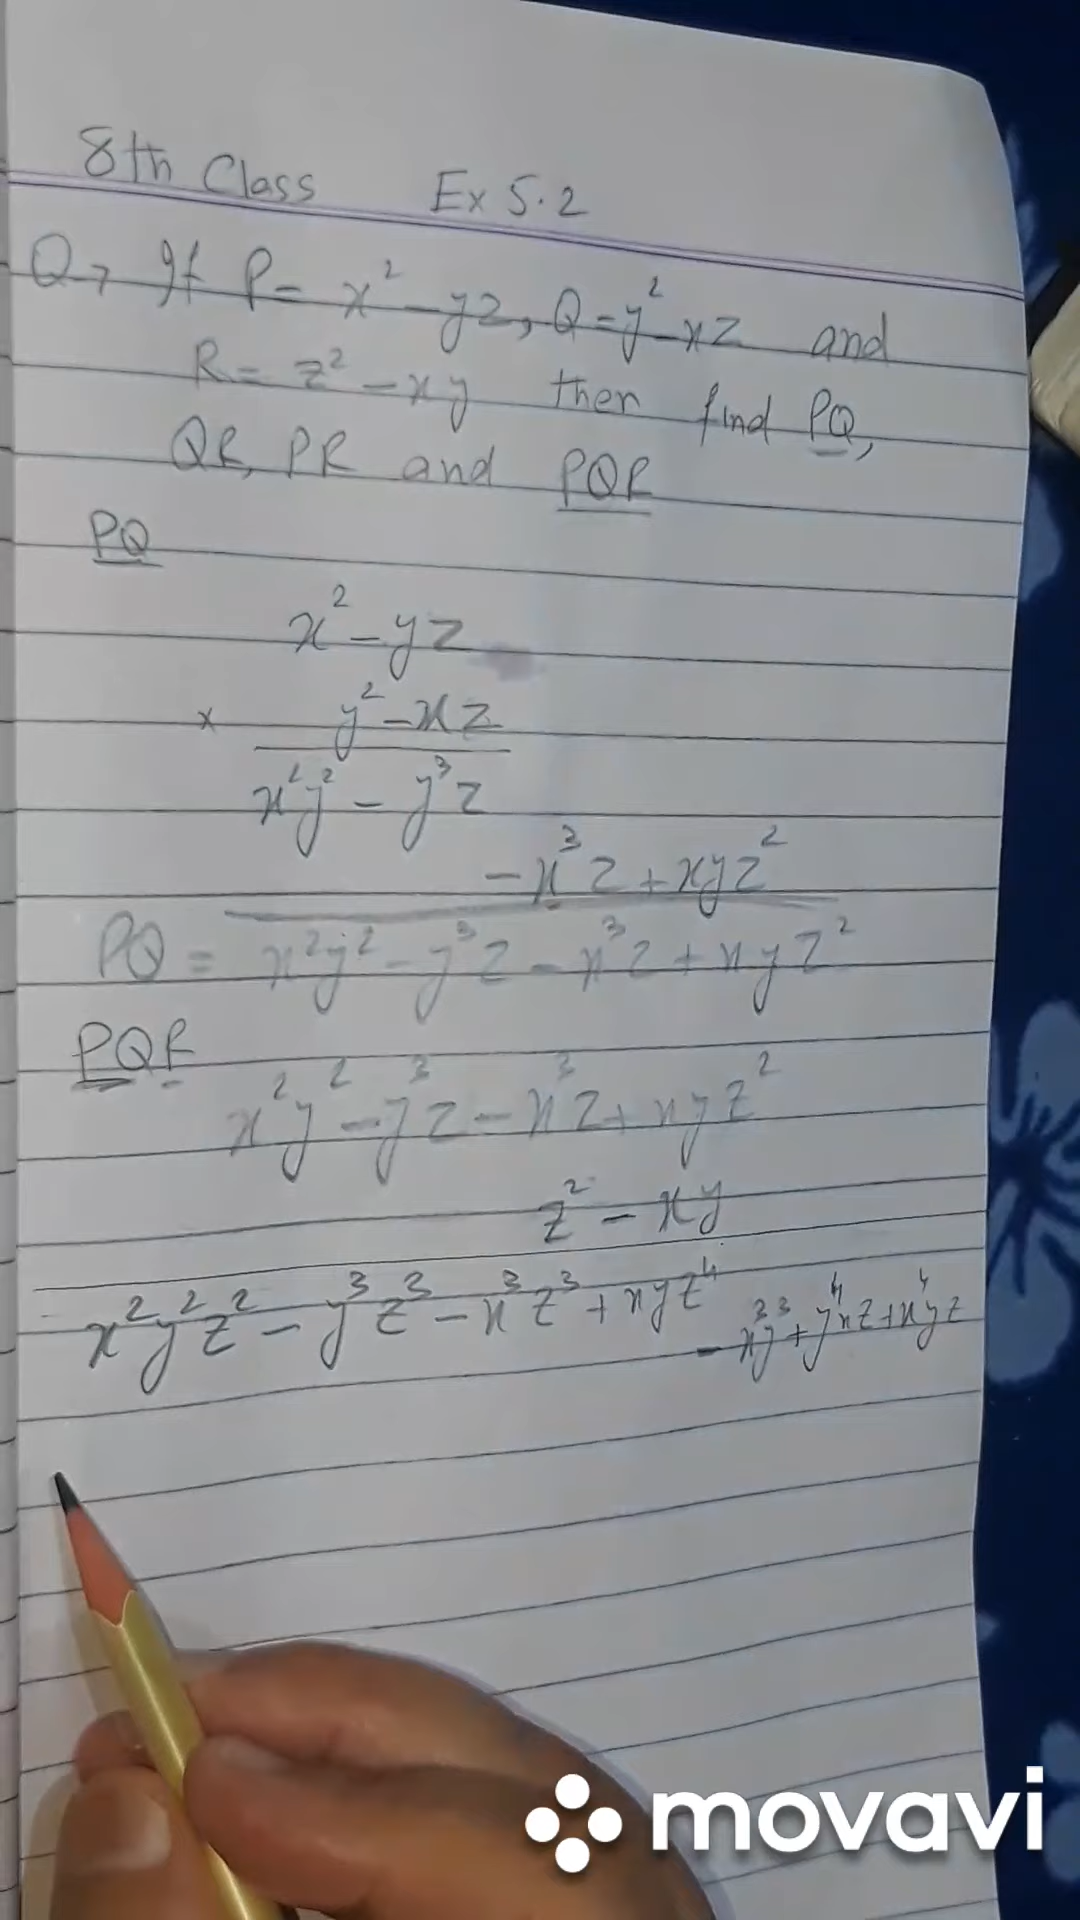 8th Class Ex 5.2
Q7 If P = x² - yz, Q = y² - xz and
R = z² - xy then find PQ,
QR, PR and PQR
PQ
x² - yz
× y² - xz
x²y² - y³z
- x³z + xyz²
PQ = x²y² - y³z - x³z + xyz²
PQR
x²y² - y³z - x³z + xyz²
z² - xy
x²y²z² - y³z³ - x³z³ + xyz⁴
- x³y³ + y⁴xz + x⁴yz
movavi